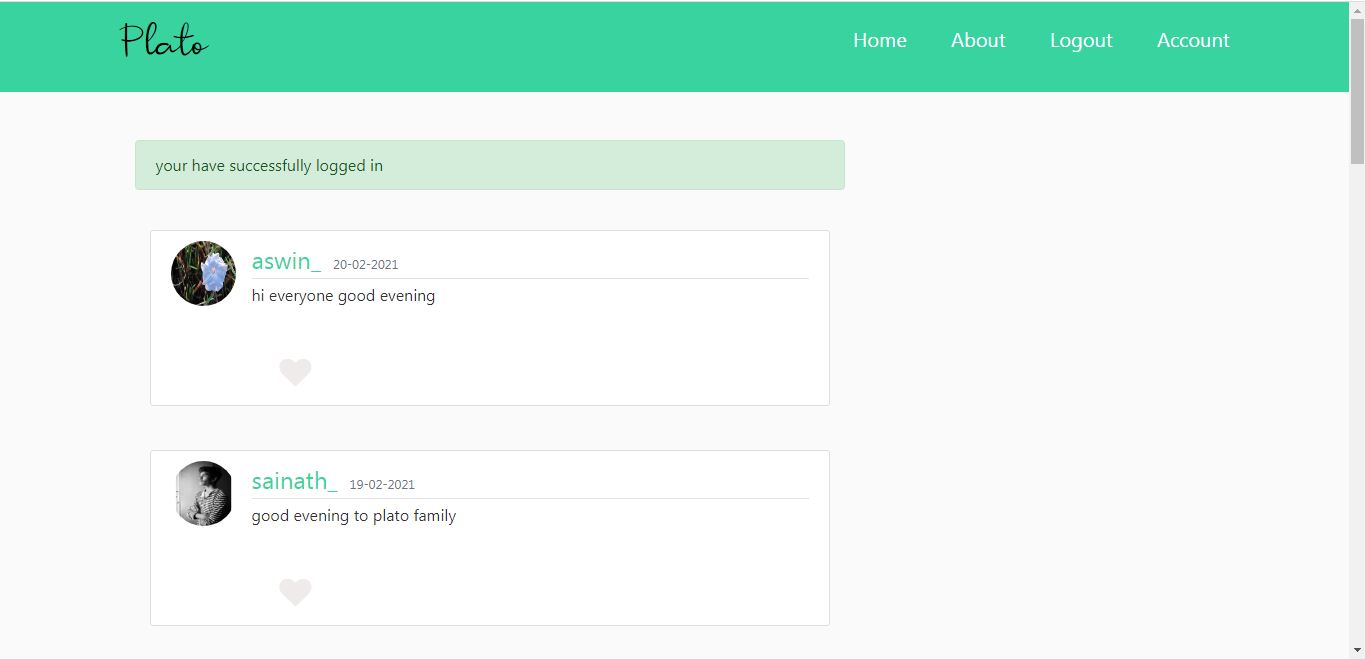 Plato
Home About Logout Account
your have successfully logged in
aswin_ 20-02-2021
hi everyone good evening
sainath_ 19-02-2021
good evening to plato family